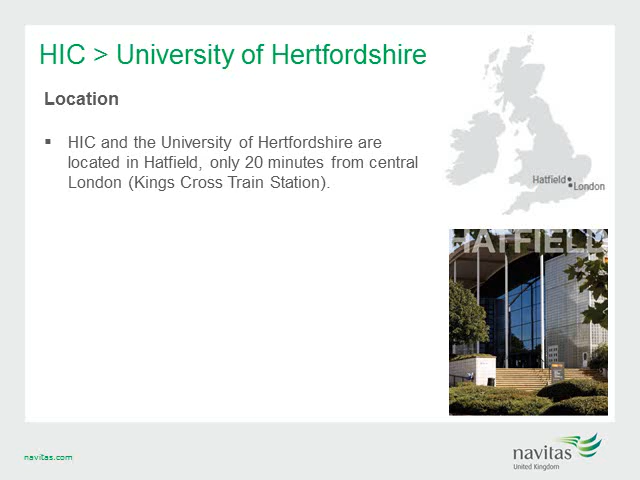 HIC > University of Hertfordshire
Location
▪ HIC and the University of Hertfordshire are
located in Hatfield, only 20 minutes from central
London (Kings Cross Train Station).
Hatfield
London
HATFIELD
navitas.com
navitas
United Kingdom